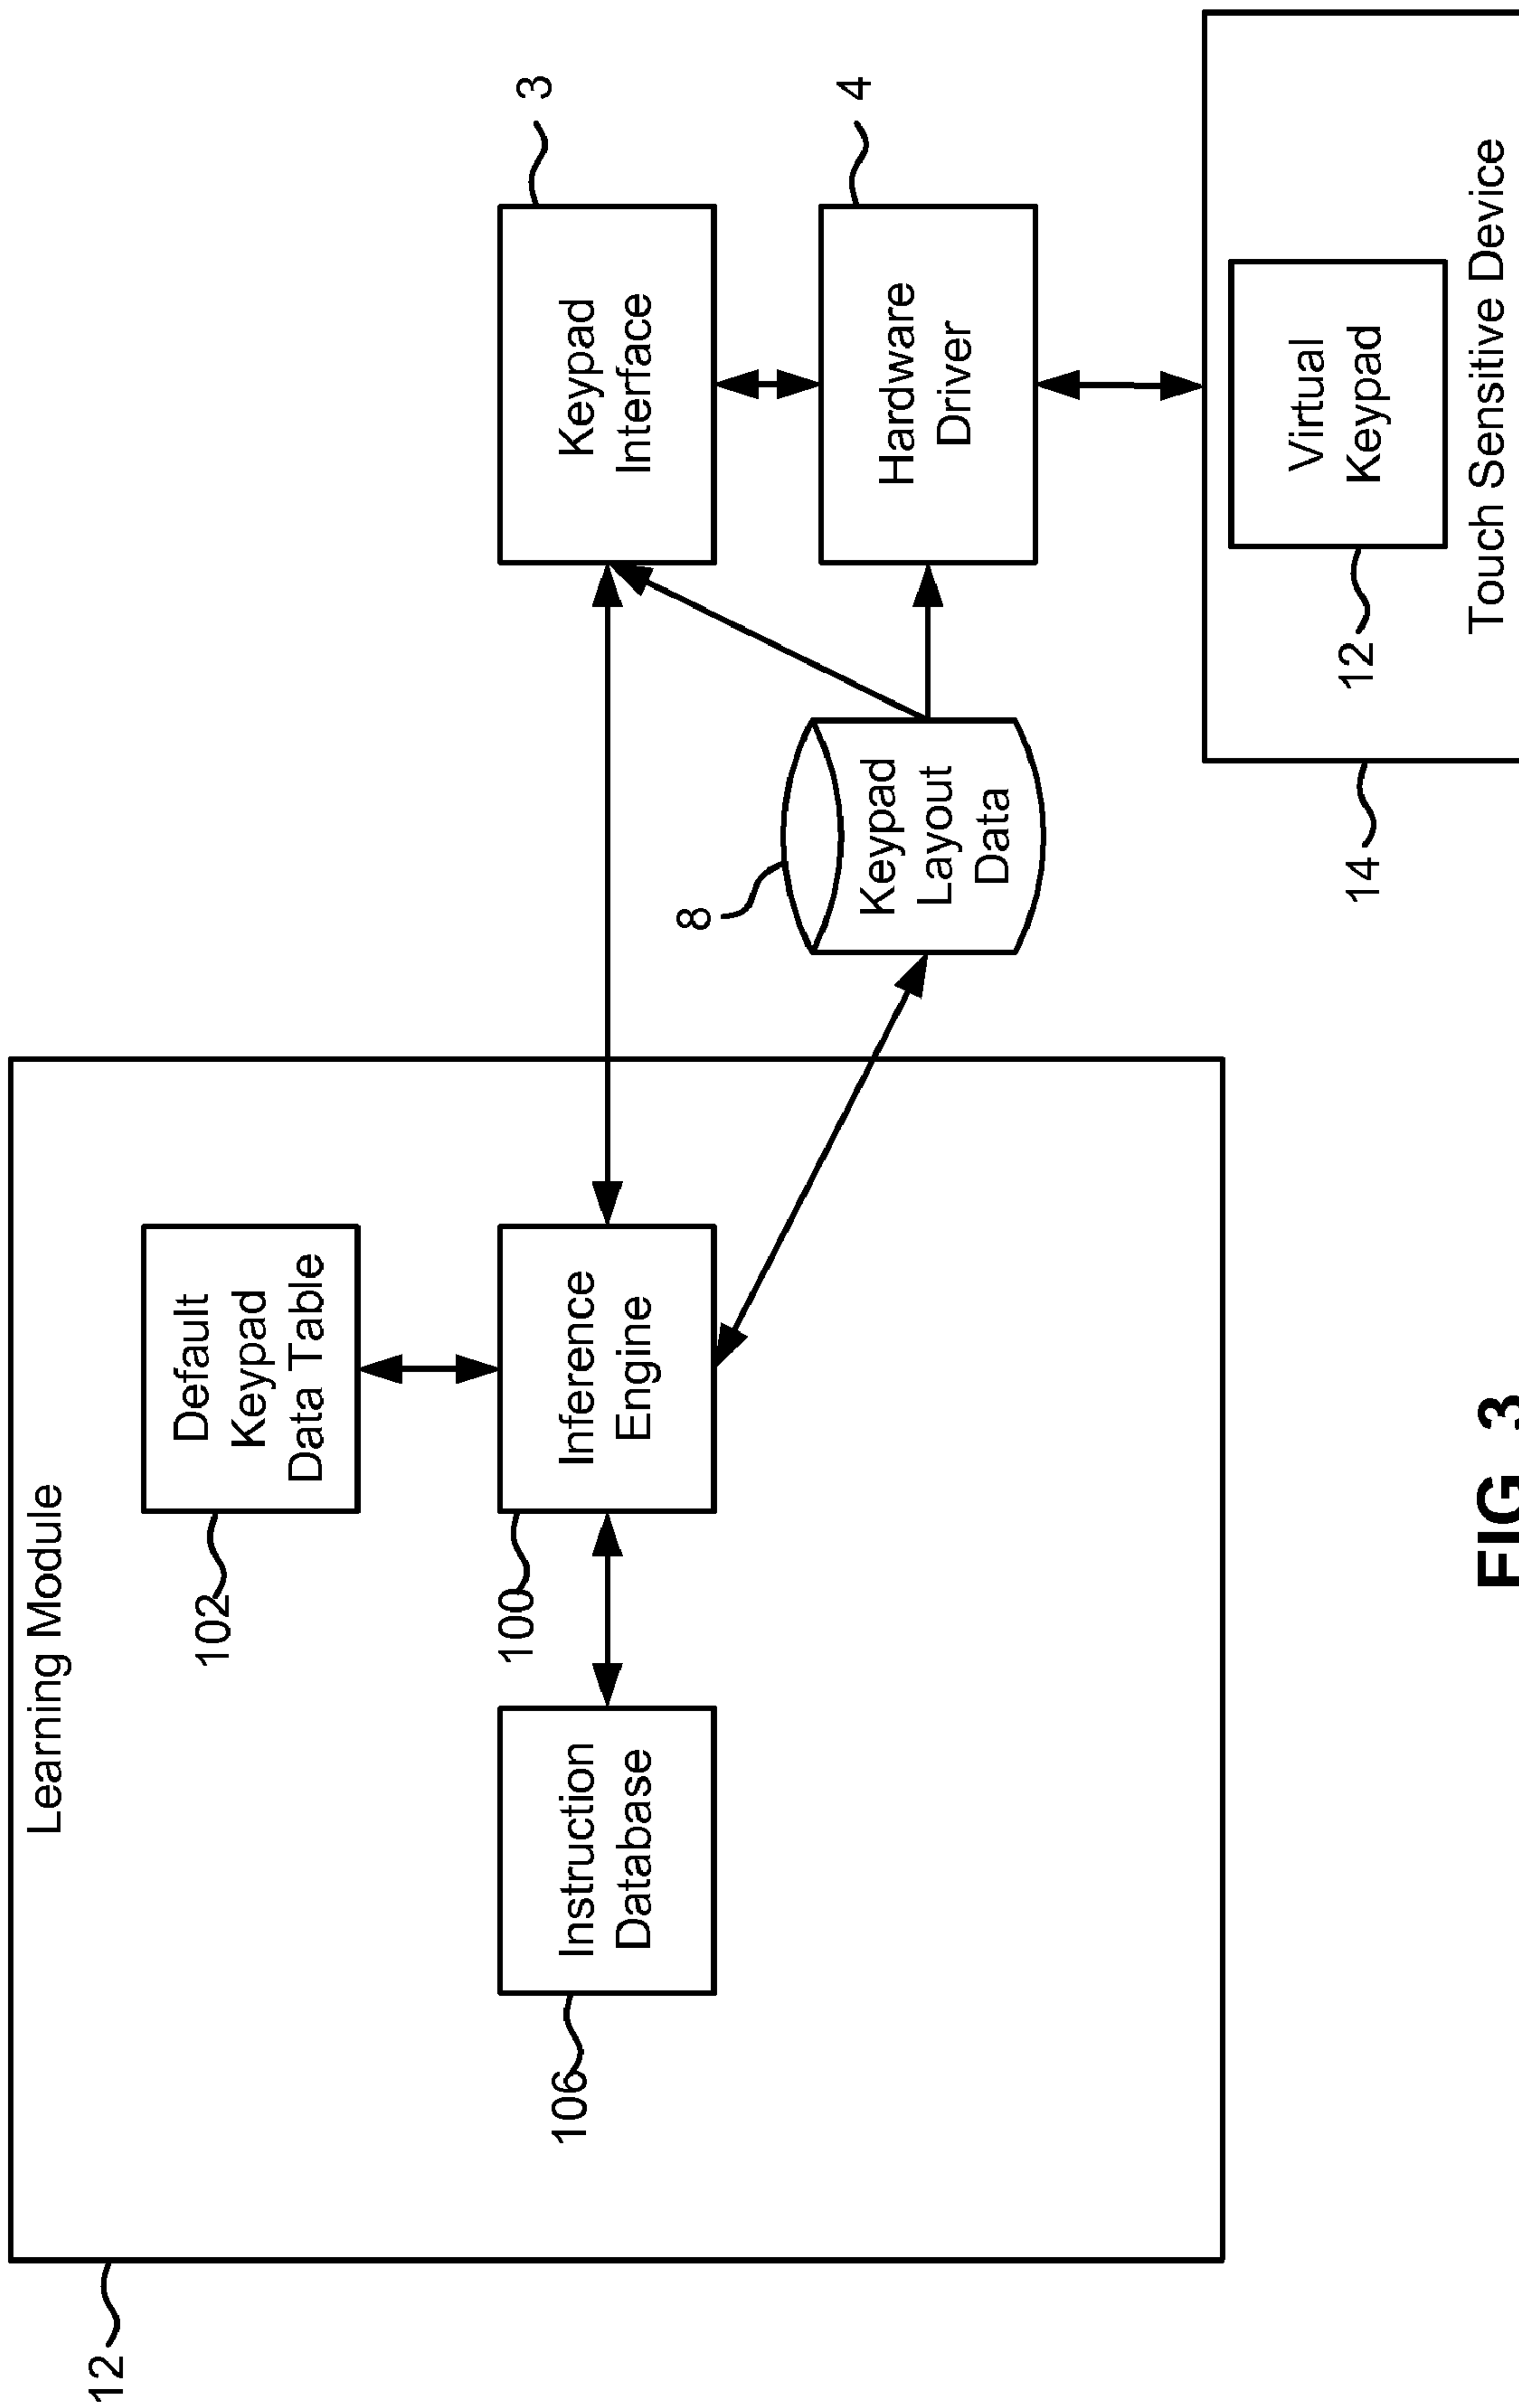 12
Learning Module
102
Default
Keypad
Data Table
106
Instruction
Database
100
Inference
Engine
8
Keypad
Layout
Data
Keypad
Interface
3
Hardware
Driver
4
14
12
Virtual
Keypad
Touch Sensitive Device
FIG. 3